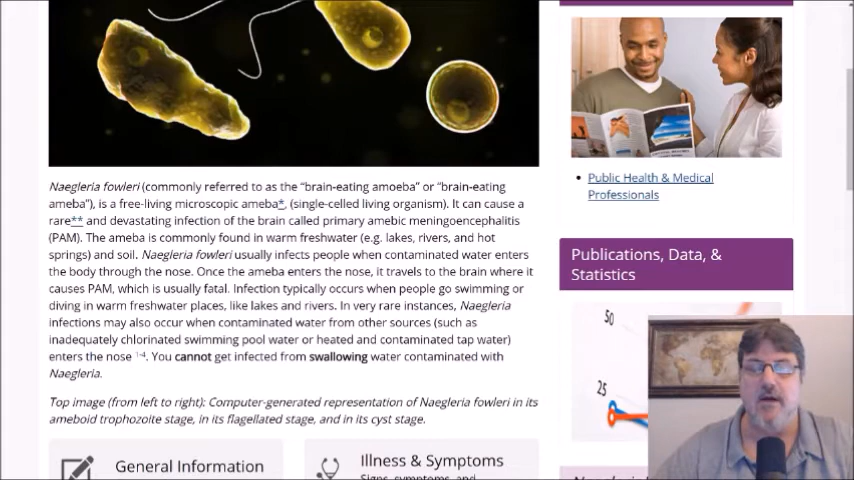 Naegleria fowleri (commonly referred to as the “brain-eating amoeba” or “brain-eating
ameba”), is a free-living microscopic ameba*, (single-celled living organism). It can cause a
rare** and devastating infection of the brain called primary amebic meningoencephalitis
(PAM). The ameba is commonly found in warm freshwater (e.g. lakes, rivers, and hot
springs) and soil. Naegleria fowleri usually infects people when contaminated water enters
the body through the nose. Once the ameba enters the nose, it travels to the brain where it
causes PAM, which is usually fatal. Infection typically occurs when people go swimming or
diving in warm freshwater places, like lakes and rivers. In very rare instances, Naegleria
infections may also occur when contaminated water from other sources (such as
inadequately chlorinated swimming pool water or heated and contaminated tap water)
enters the nose 1-4. You cannot get infected from swallowing water contaminated with
Naegleria.
Top image (from left to right): Computer-generated representation of Naegleria fowleri in its
ameboid trophozoite stage, in its flagellated stage, and in its cyst stage.
General Information
Illness & Symptoms
Signs, symptoms, and
Public Health & Medical
Professionals
Publications, Data, &
Statistics
50
25